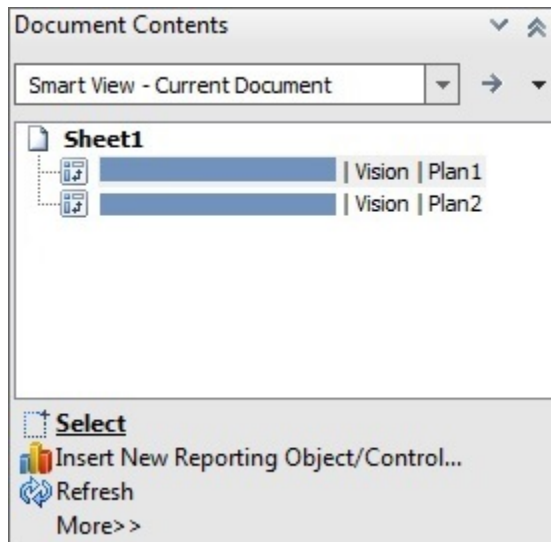 Document Contents
Smart View - Current Document
Sheet1
| Vision | Plan1
| Vision | Plan2
Select
Insert New Reporting Object/Control...
Refresh
More>>